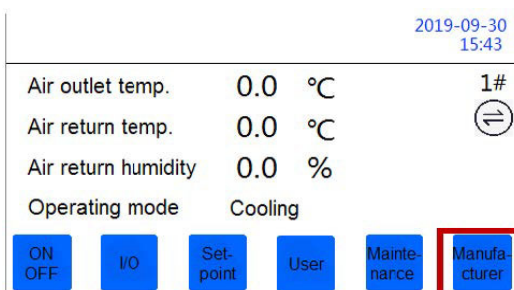 2019-09-30
15:43
Air outlet temp. 0.0 ℃
1#
Air return temp. 0.0 ℃
Air return humidity 0.0 %
Operating mode Cooling
ON
OFF
I/O
Set-
point
User
Mainte-
nance
Manufa-
cturer